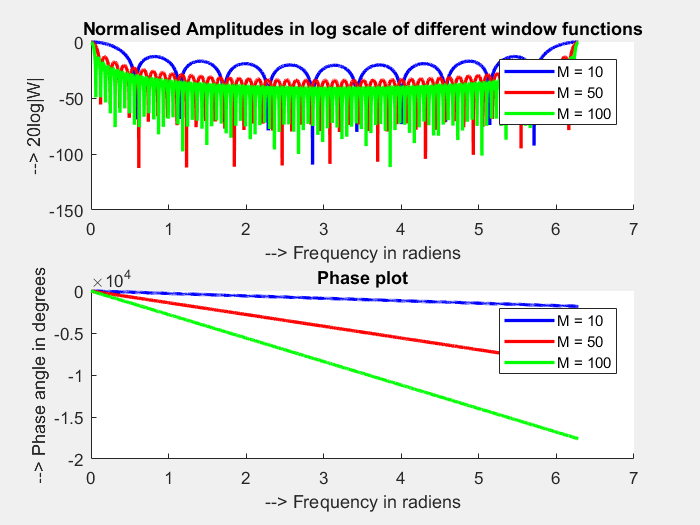 Normalised Amplitudes in log scale of different window functions
0
-50
-100
-150
--> 20log|W|
M = 10
M = 50
M = 100
0 1 2 3 4 5 6 7
--> Frequency in radiens
Phase plot
×10⁴
0
-0.5
-1
-1.5
-2
--> Phase angle in degrees
M = 10
M = 50
M = 100
0 1 2 3 4 5 6 7
--> Frequency in radiens